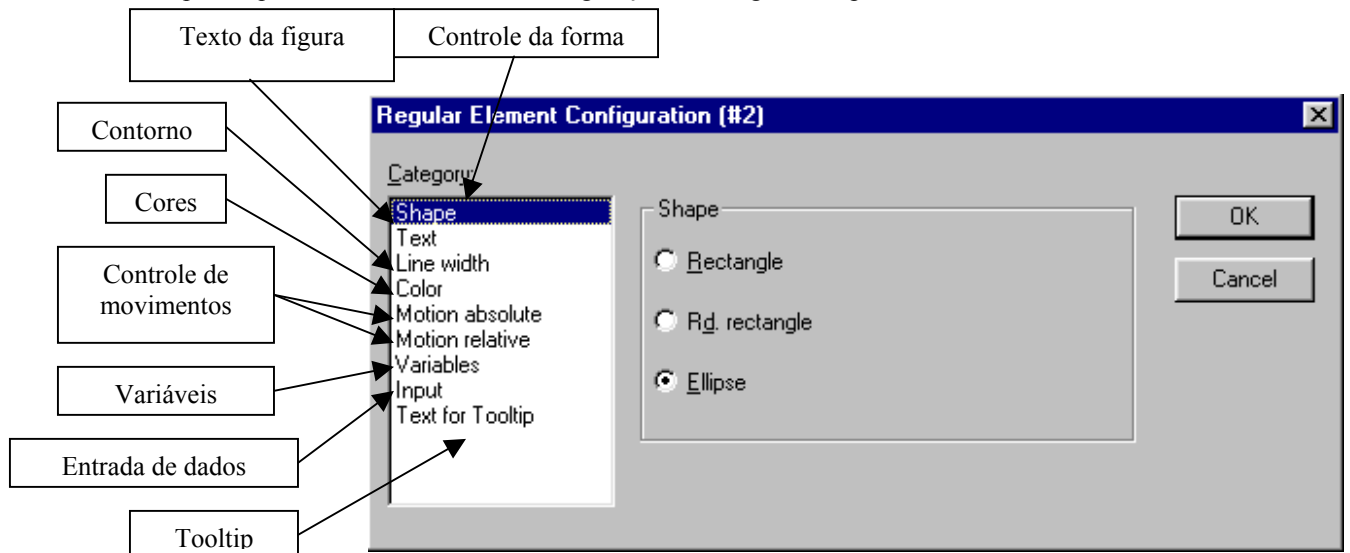 Texto da figura
Controle da forma
Contorno
Cores
Controle de
movimentos
Variáveis
Entrada de dados
Tooltip
Regular Element Configuration (#2)
Category:
Shape
Text
Line width
Color
Motion absolute
Motion relative
Variables
Input
Text for Tooltip
Shape
Rectangle
Rd. rectangle
Ellipse
OK
Cancel